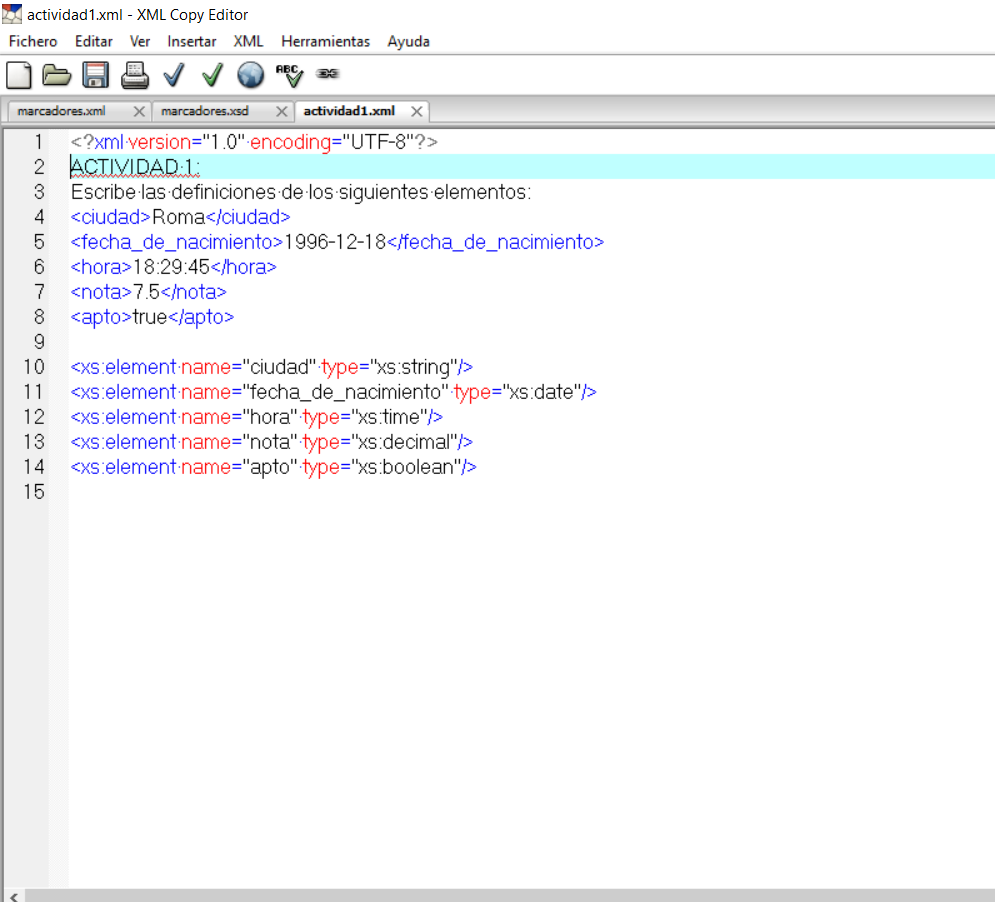 actividad1.xml - XML Copy Editor
Fichero Editar Ver Insertar XML Herramientas Ayuda
ABC
marcadores.xml marcadores.xsd actividad1.xml
1 <?xml version="1.0" encoding="UTF-8"?>
2 ACTIVIDAD 1:
3 Escribe las definiciones de los siguientes elementos:
4 <ciudad>Roma</ciudad>
5 <fecha_de_nacimiento>1996-12-18</fecha_de_nacimiento>
6 <hora>18:29:45</hora>
7 <nota>7.5</nota>
8 <apto>true</apto>
9
10 <xs:element name="ciudad" type="xs:string"/>
11 <xs:element name="fecha_de_nacimiento" type="xs:date"/>
12 <xs:element name="hora" type="xs:time"/>
13 <xs:element name="nota" type="xs:decimal"/>
14 <xs:element name="apto" type="xs:boolean"/>
15